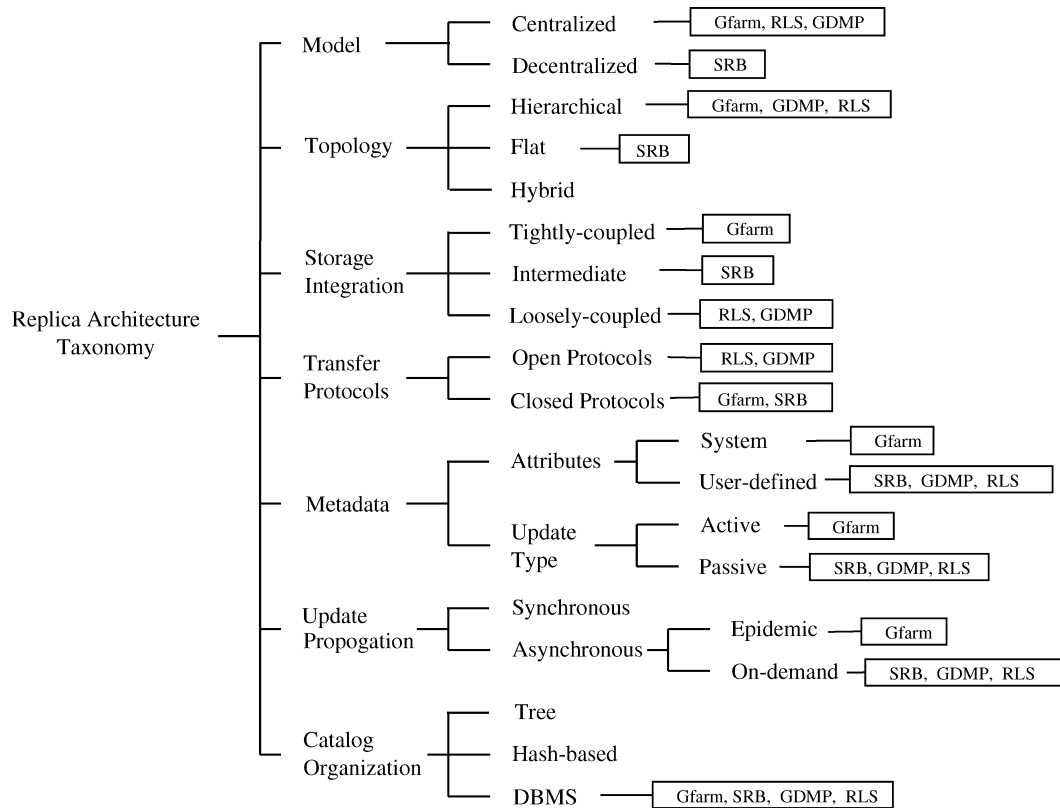 Replica Architecture
Taxonomy
Model
Centralized
Gfarm, RLS, GDMP
Decentralized
SRB
Topology
Hierarchical
Gfarm, GDMP, RLS
Flat
SRB
Hybrid
Storage
Integration
Tightly-coupled
Gfarm
Intermediate
SRB
Loosely-coupled
RLS, GDMP
Transfer
Protocols
Open Protocols
RLS, GDMP
Closed Protocols
Gfarm, SRB
Metadata
Attributes
System
Gfarm
User-defined
SRB, GDMP, RLS
Update
Type
Active
Gfarm
Passive
SRB, GDMP, RLS
Update
Propogation
Synchronous
Asynchronous
Epidemic
Gfarm
On-demand
SRB, GDMP, RLS
Catalog
Organization
Tree
Hash-based
DBMS
Gfarm, SRB, GDMP, RLS